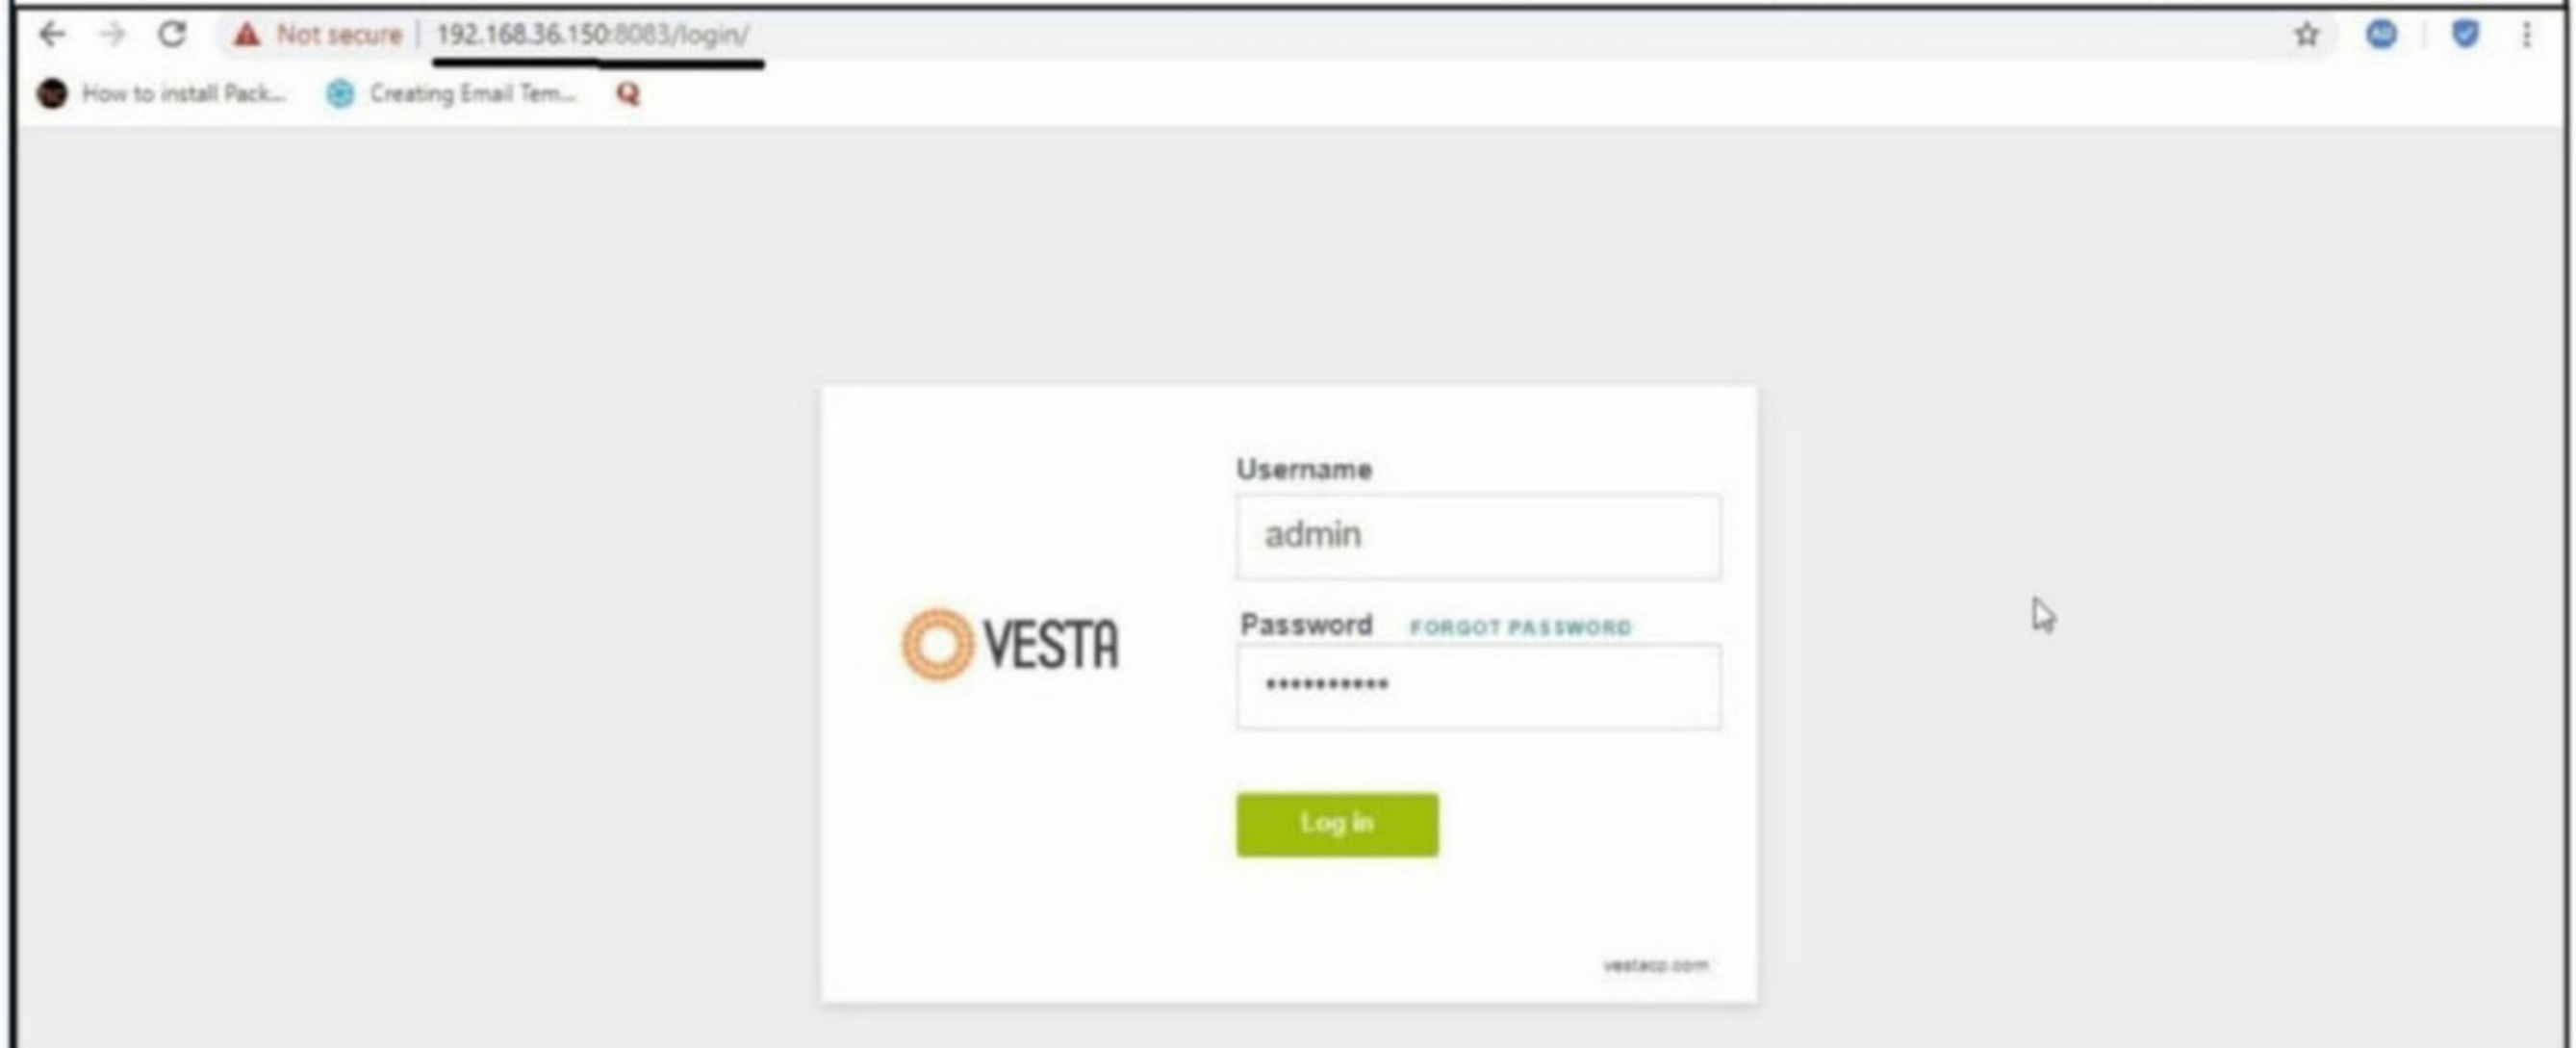 Not secure | 192.168.36.150:8083/login/
How to install Pack... Creating Email Tem... Q
Username
admin
VESTA
Password FORGOT PASSWORD
••••••••••
Log in
vestacp.com